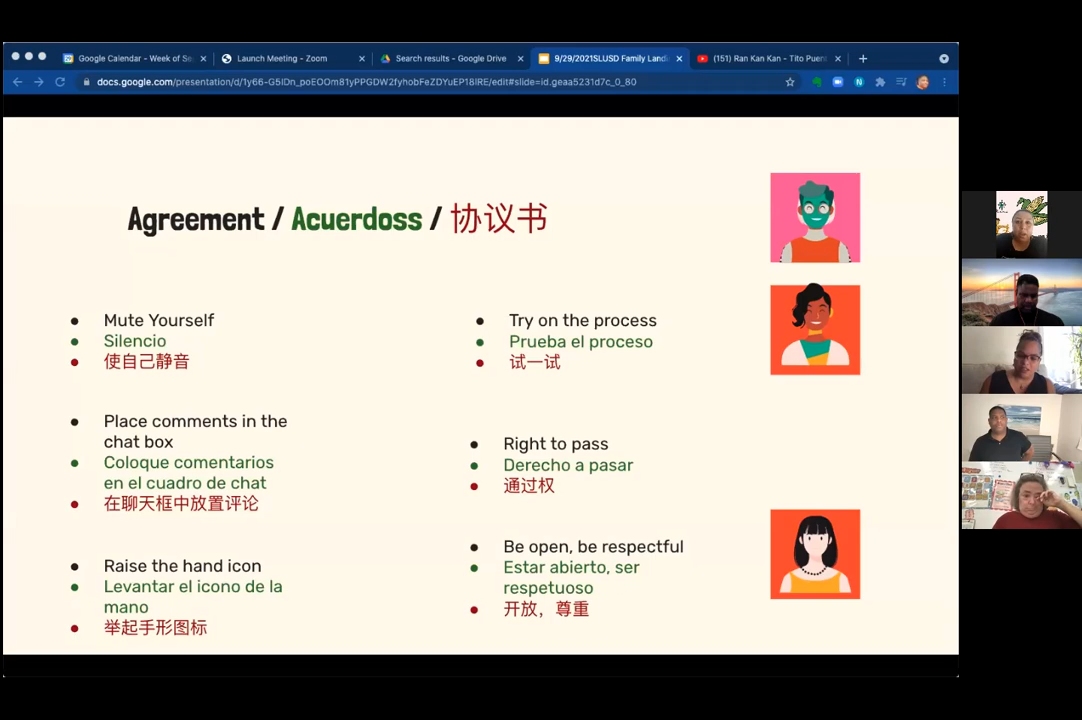 Google Calendar - Week of Se
Launch Meeting - Zoom
Search results - Google Drive
9/29/2021SLUSD Family Landi
(151) Ran Kan Kan - Tito Puen
docs.google.com/presentation/d/1y66-G5IDn_poEOOm81yPPGDW2fyhobFeZDYuEP18IRE/edit#slide=id.geaa5231d7c_0_80
Agreement / Acuerdoss / 协议书
Mute Yourself
Silencio
使自己静音
Place comments in the
chat box
Coloque comentarios
en el cuadro de chat
在聊天框中放置评论
Raise the hand icon
Levantar el icono de la
mano
举起手形图标
Try on the process
Prueba el proceso
试一试
Right to pass
Derecho a pasar
通过权
Be open, be respectful
Estar abierto, ser
respetuoso
开放，尊重